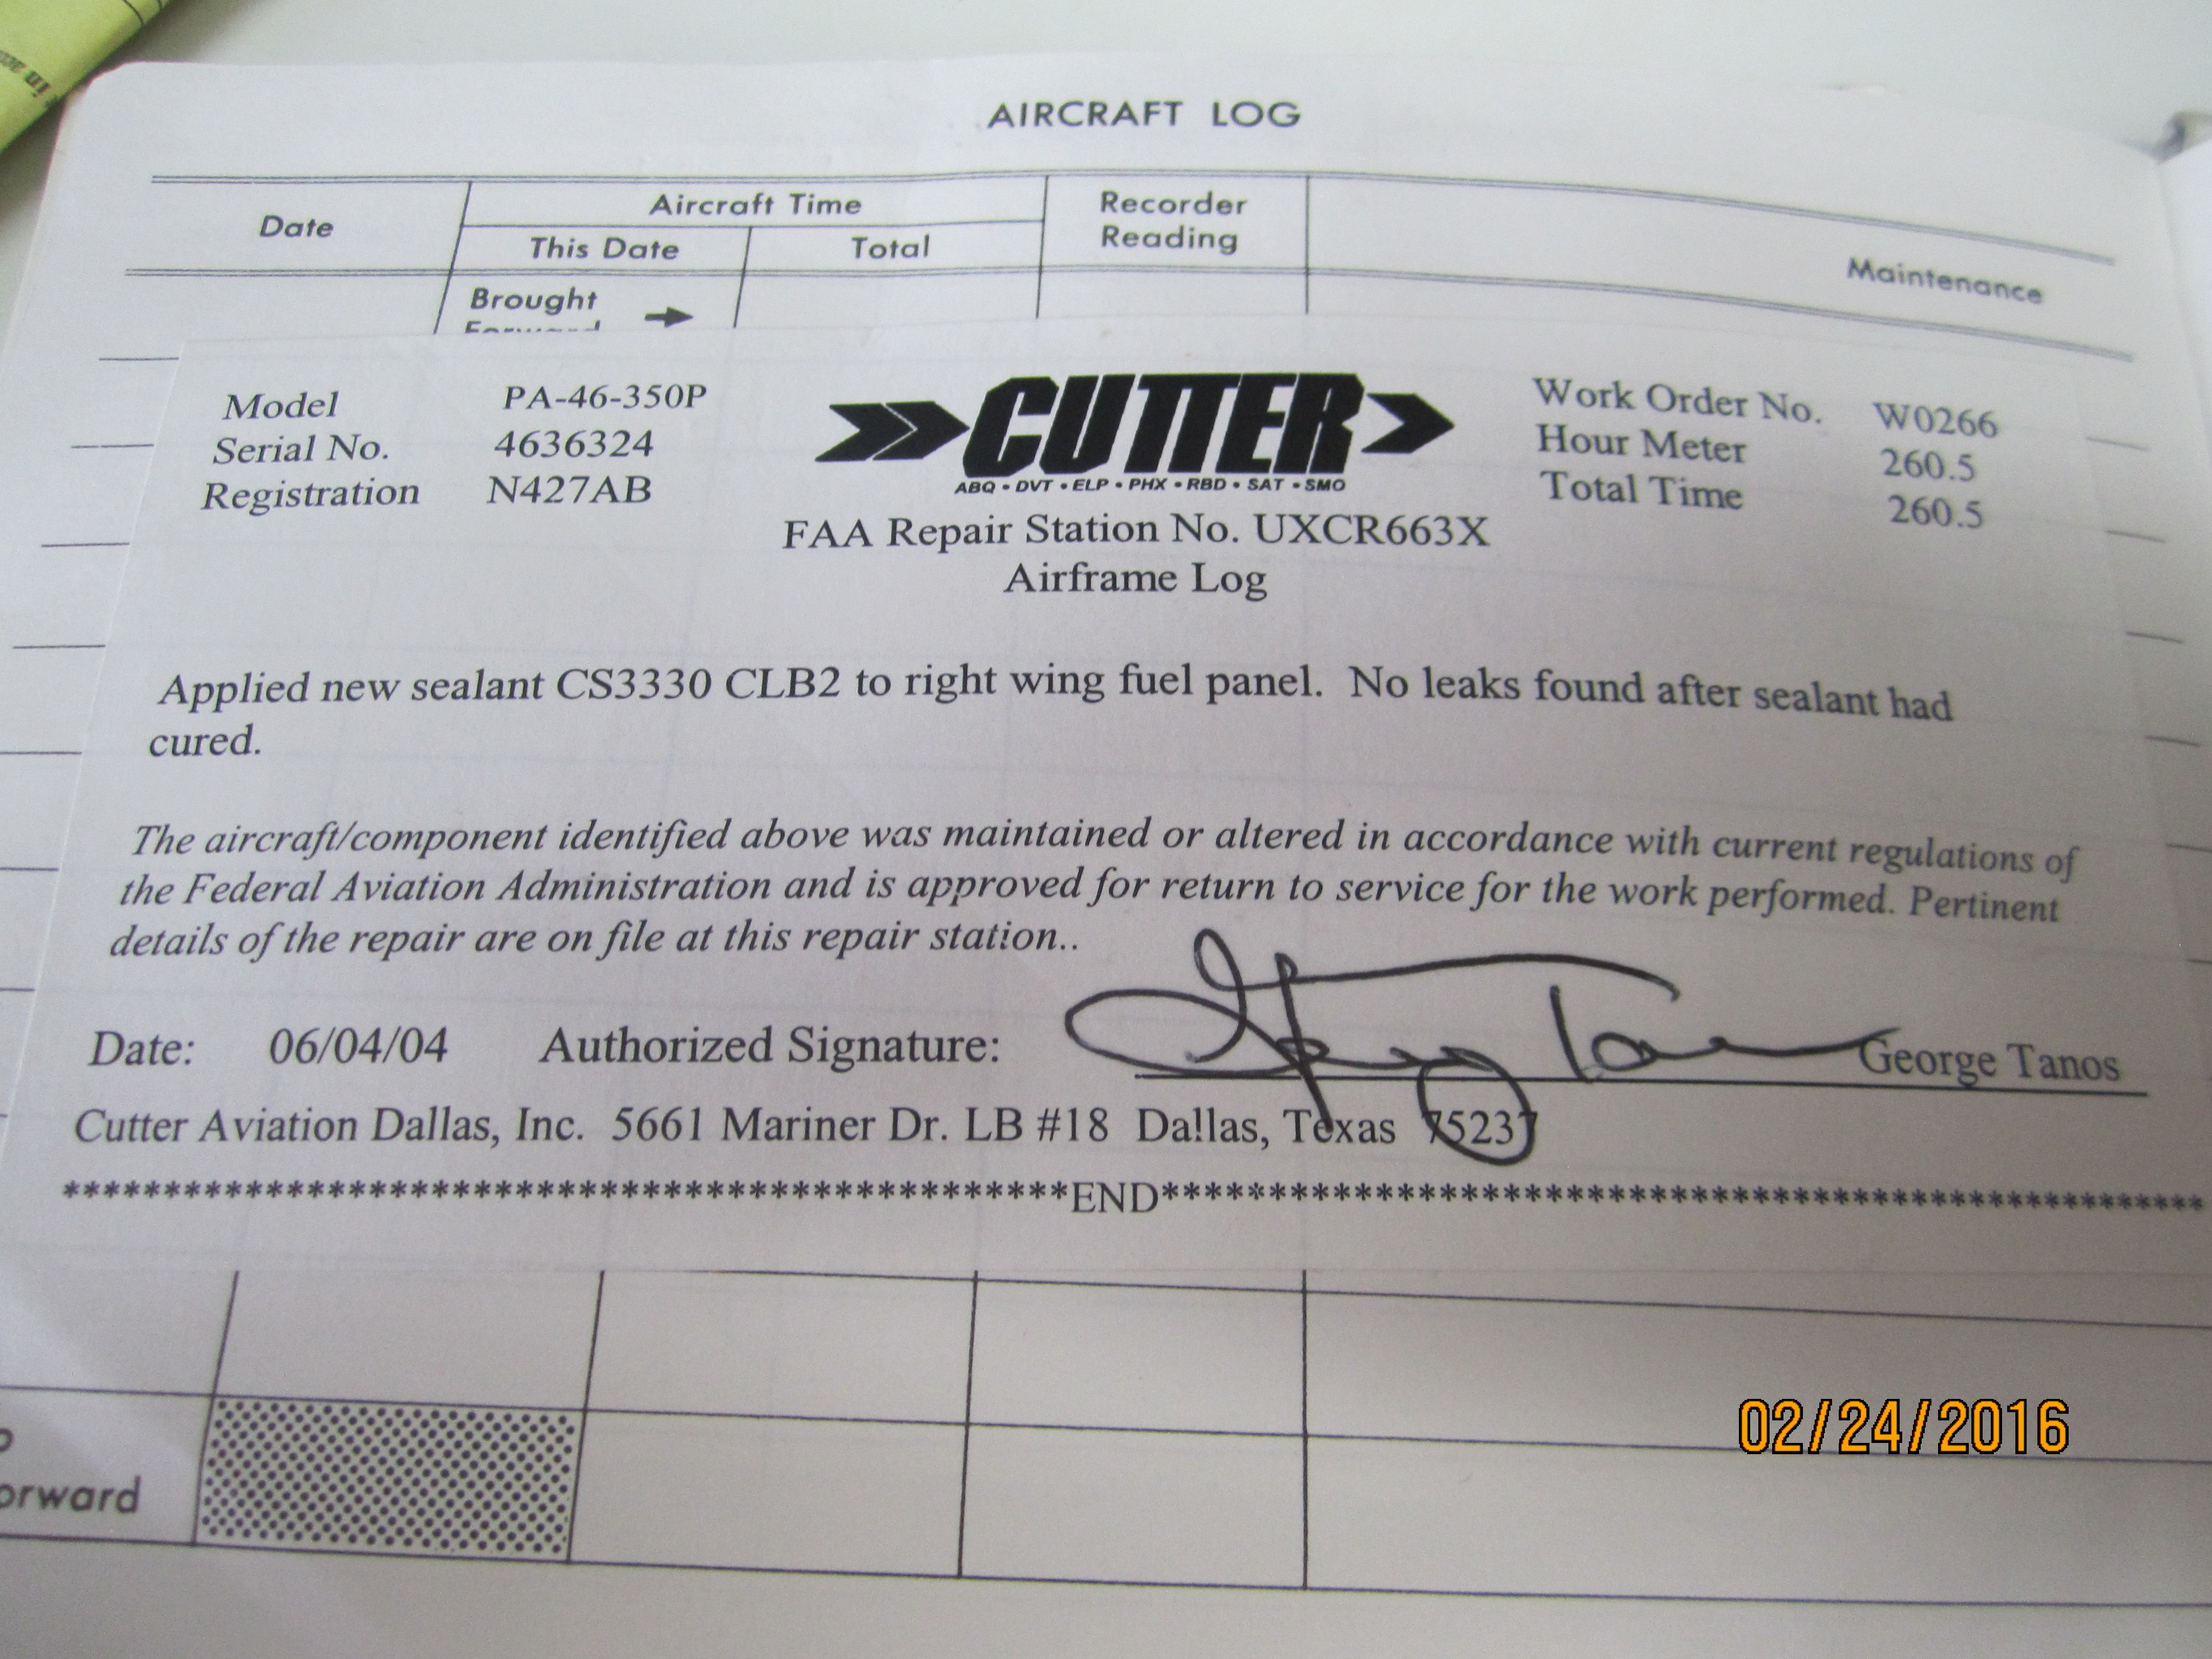 in acc
AIRCRAFT LOG
Date
Aircraft Time
This Date
Total
Recorder
Reading
Maintenance
Brought
Forward
Model PA-46-350P
Serial No. 4636324
Registration N427AB
CUTTER
ABQ • DVT • ELP • PHX • RBD • SAT • SMO
FAA Repair Station No. UXCR663X
Airframe Log
Work Order No. W0266
Hour Meter 260.5
Total Time 260.5
Applied new sealant CS3330 CLB2 to right wing fuel panel. No leaks found after sealant had
cured.
The aircraft/component identified above was maintained or altered in accordance with current regulations of
the Federal Aviation Administration and is approved for return to service for the work performed. Pertinent
details of the repair are on file at this repair station..
Date: 06/04/04 Authorized Signature: George Tanos
Cutter Aviation Dallas, Inc. 5661 Mariner Dr. LB #18 Dallas, Texas 75237
END
orward
02/24/2016